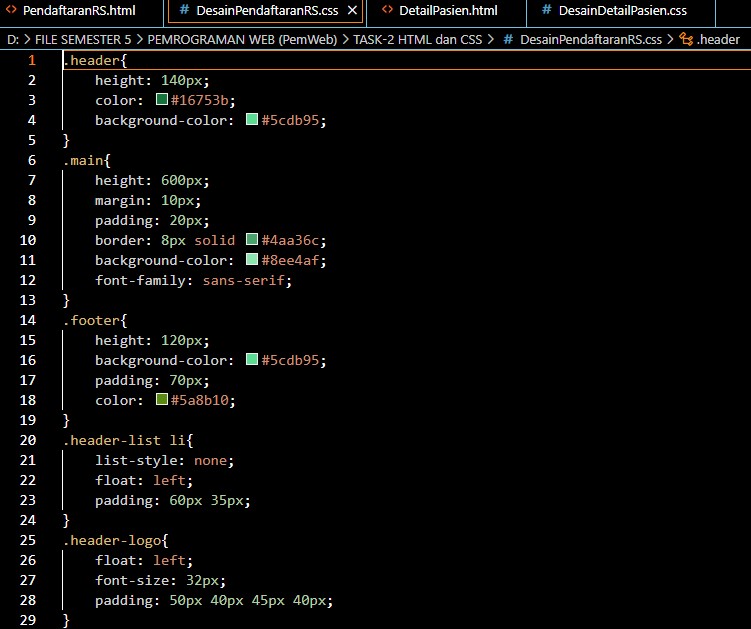 PendaftaranRS.html # DesainPendaftaranRS.css × DetailPasien.html # DesainDetailPasien.css
D: > FILE SEMESTER 5 > PEMROGRAMAN WEB (PemWeb) > TASK-2 HTML dan CSS > # DesainPendaftaranRS.css > .header
1 .header{
2 height: 140px;
3 color: #16753b;
4 background-color: #5cdb95;
5 }
6 .main{
7 height: 600px;
8 margin: 10px;
9 padding: 20px;
10 border: 8px solid #4aa36c;
11 background-color: #8ee4af;
12 font-family: sans-serif;
13 }
14 .footer{
15 height: 120px;
16 background-color: #5cdb95;
17 padding: 70px;
18 color: #5a8b10;
19 }
20 .header-list li{
21 list-style: none;
22 float: left;
23 padding: 60px 35px;
24 }
25 .header-logo{
26 float: left;
27 font-size: 32px;
28 padding: 50px 40px 45px 40px;
29 }